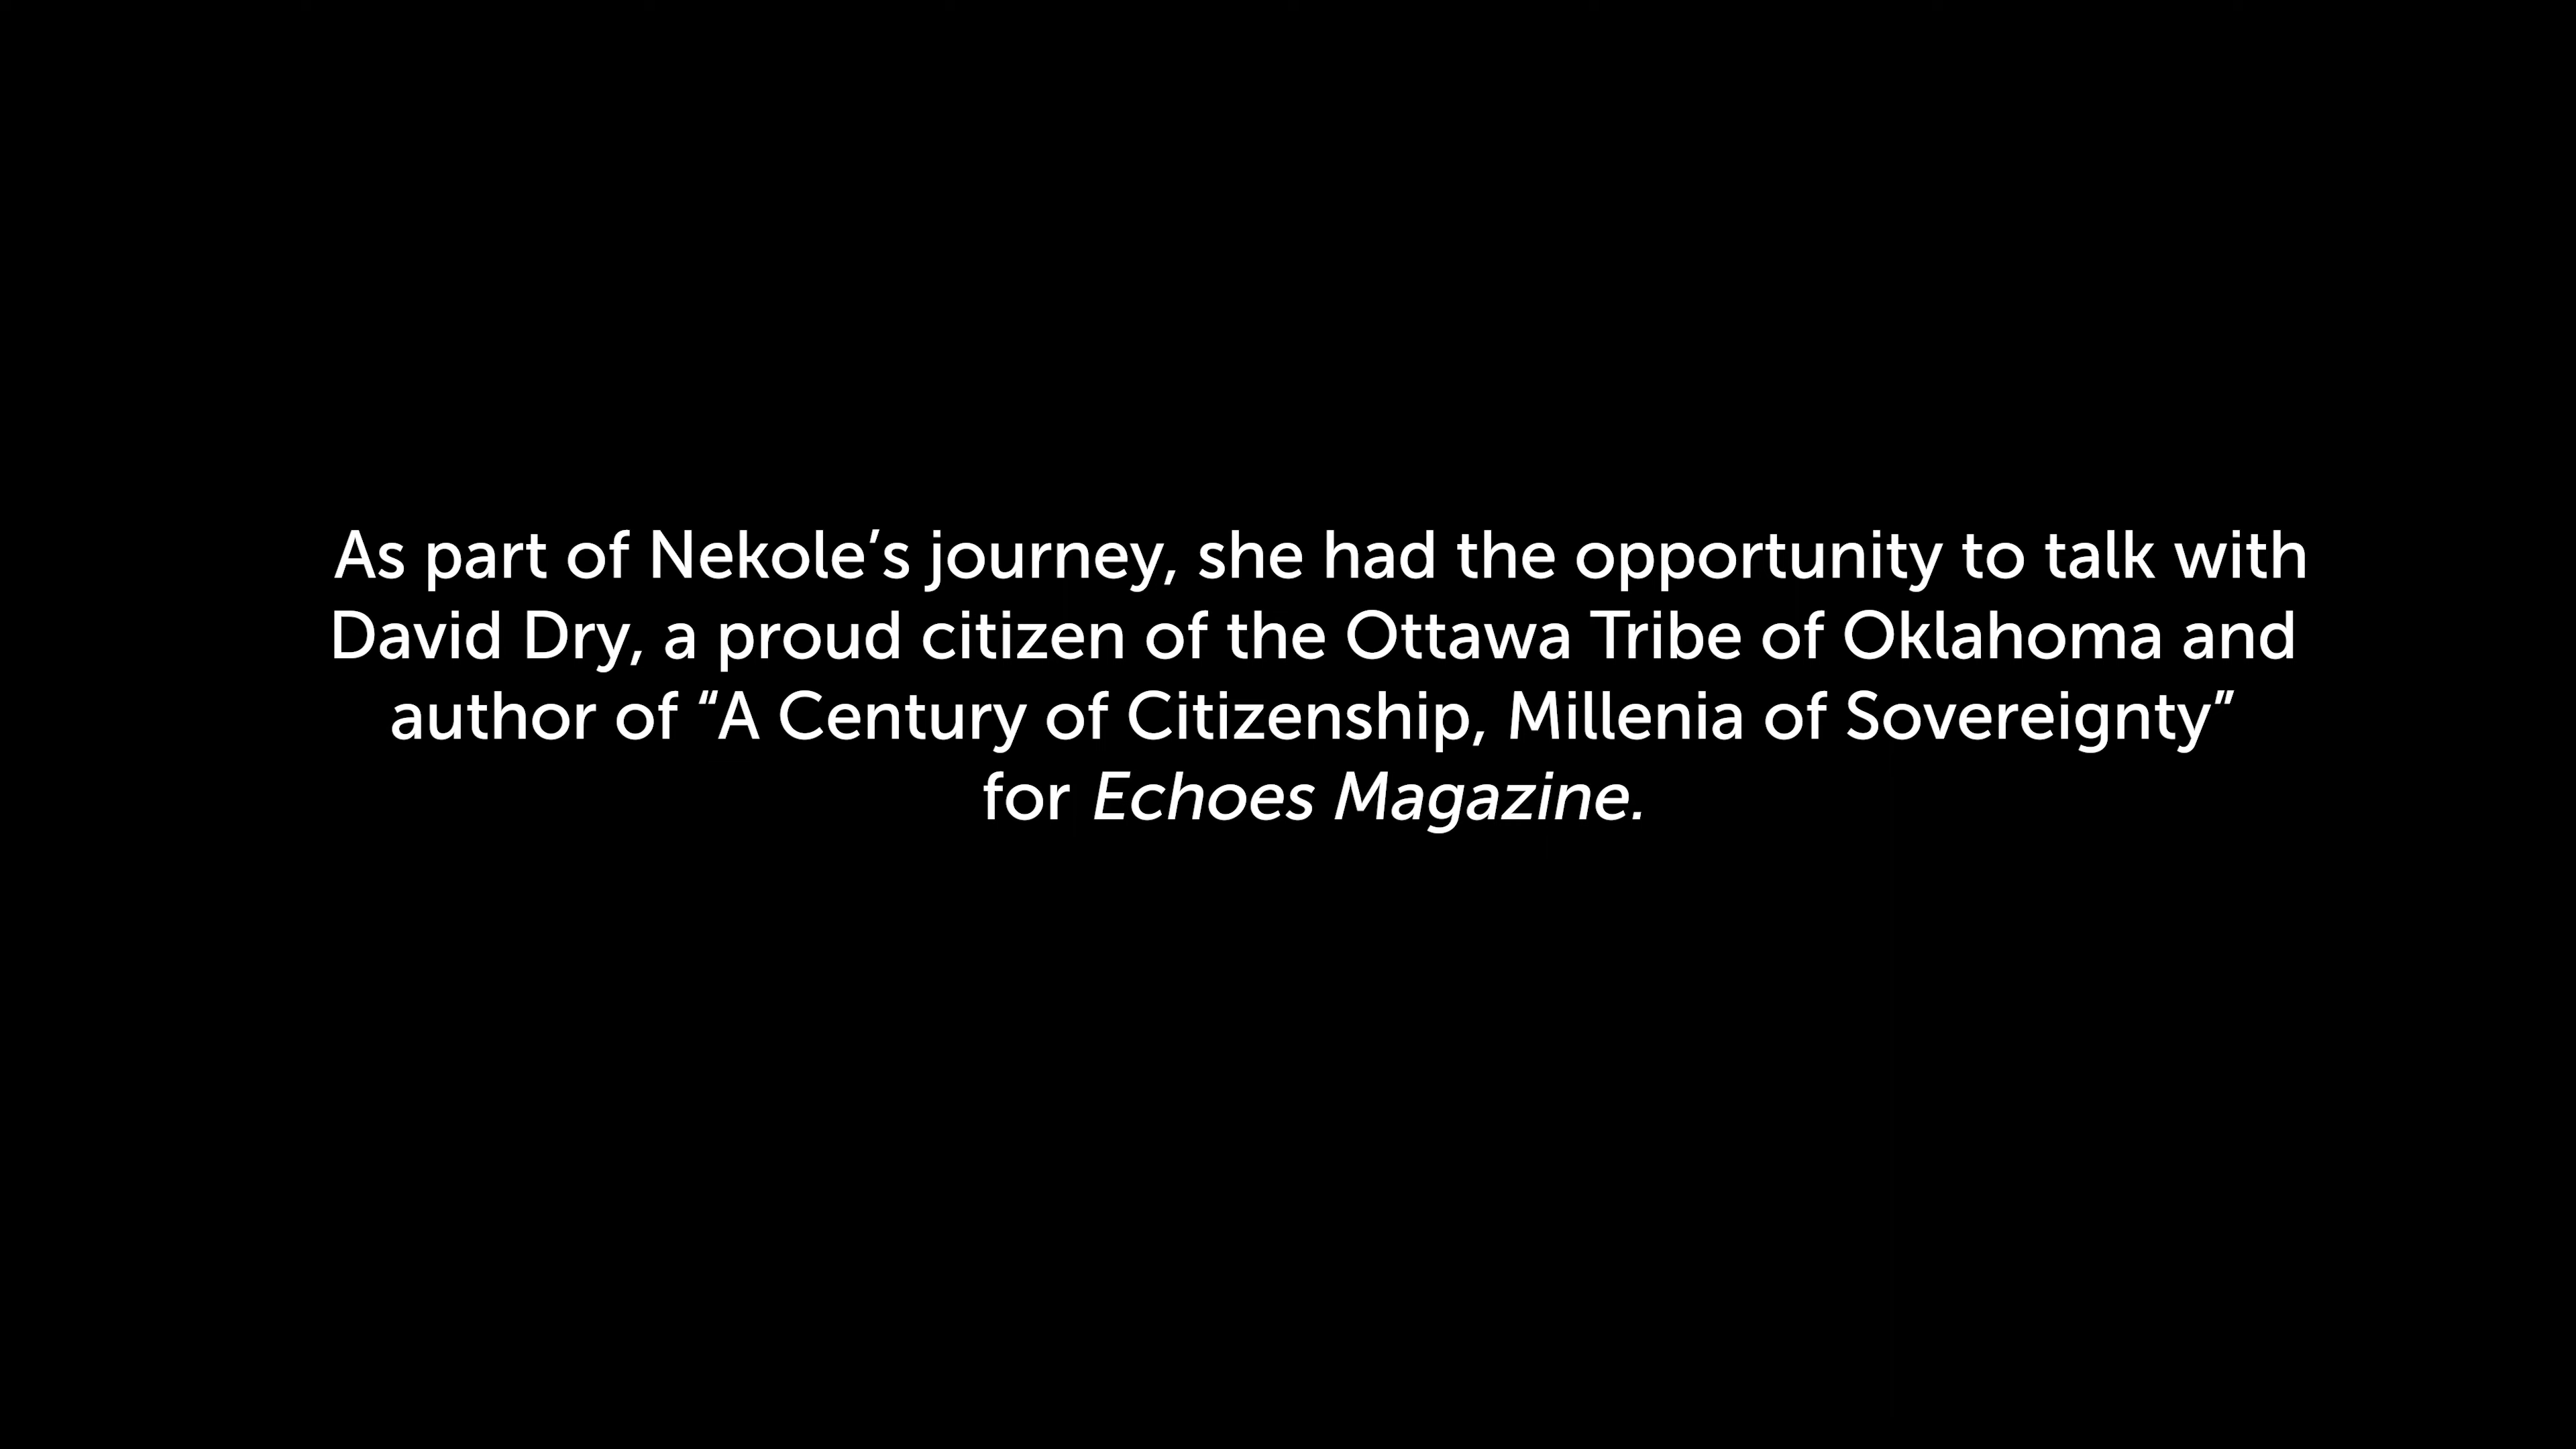 As part of Nekole’s journey, she had the opportunity to talk with
David Dry, a proud citizen of the Ottawa Tribe of Oklahoma and
author of “A Century of Citizenship, Millenia of Sovereignty”
for Echoes Magazine.